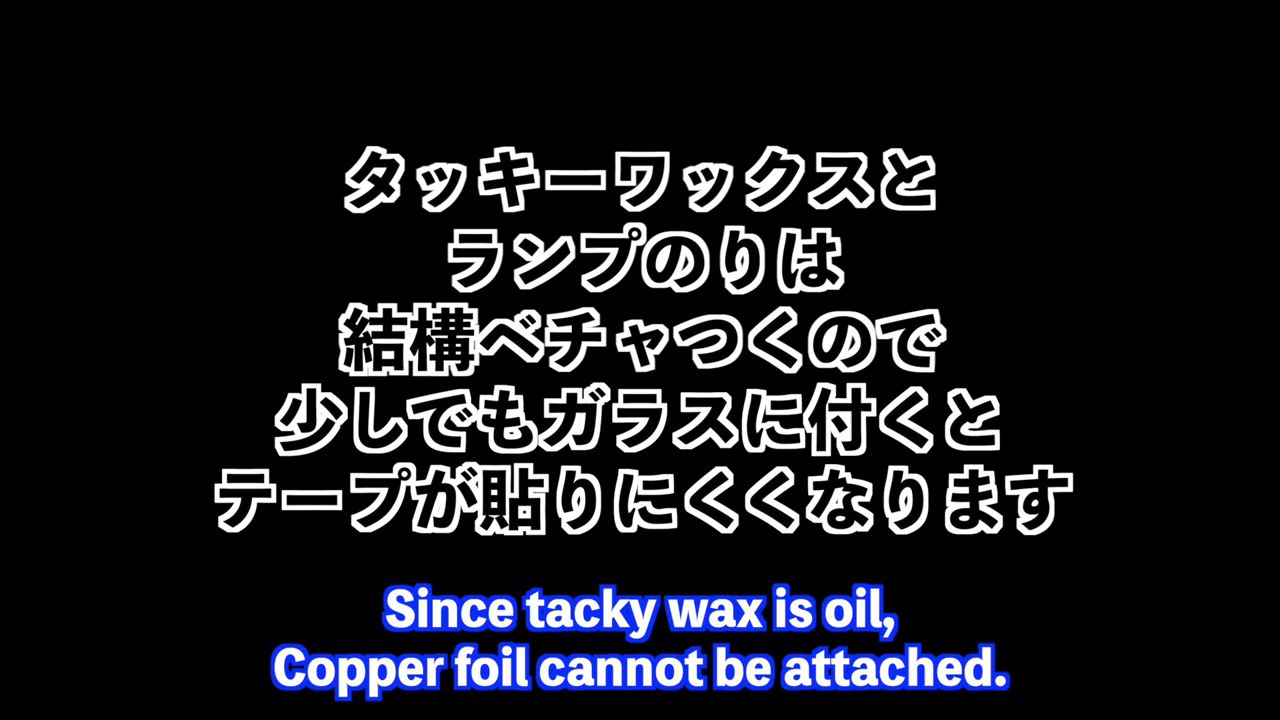 タッキーワックスと
ランプのりは
結構ベチャつくので
少しでもガラスに付くと
テープが貼りにくくなります
Since tacky wax is oil,
Copper foil cannot be attached.